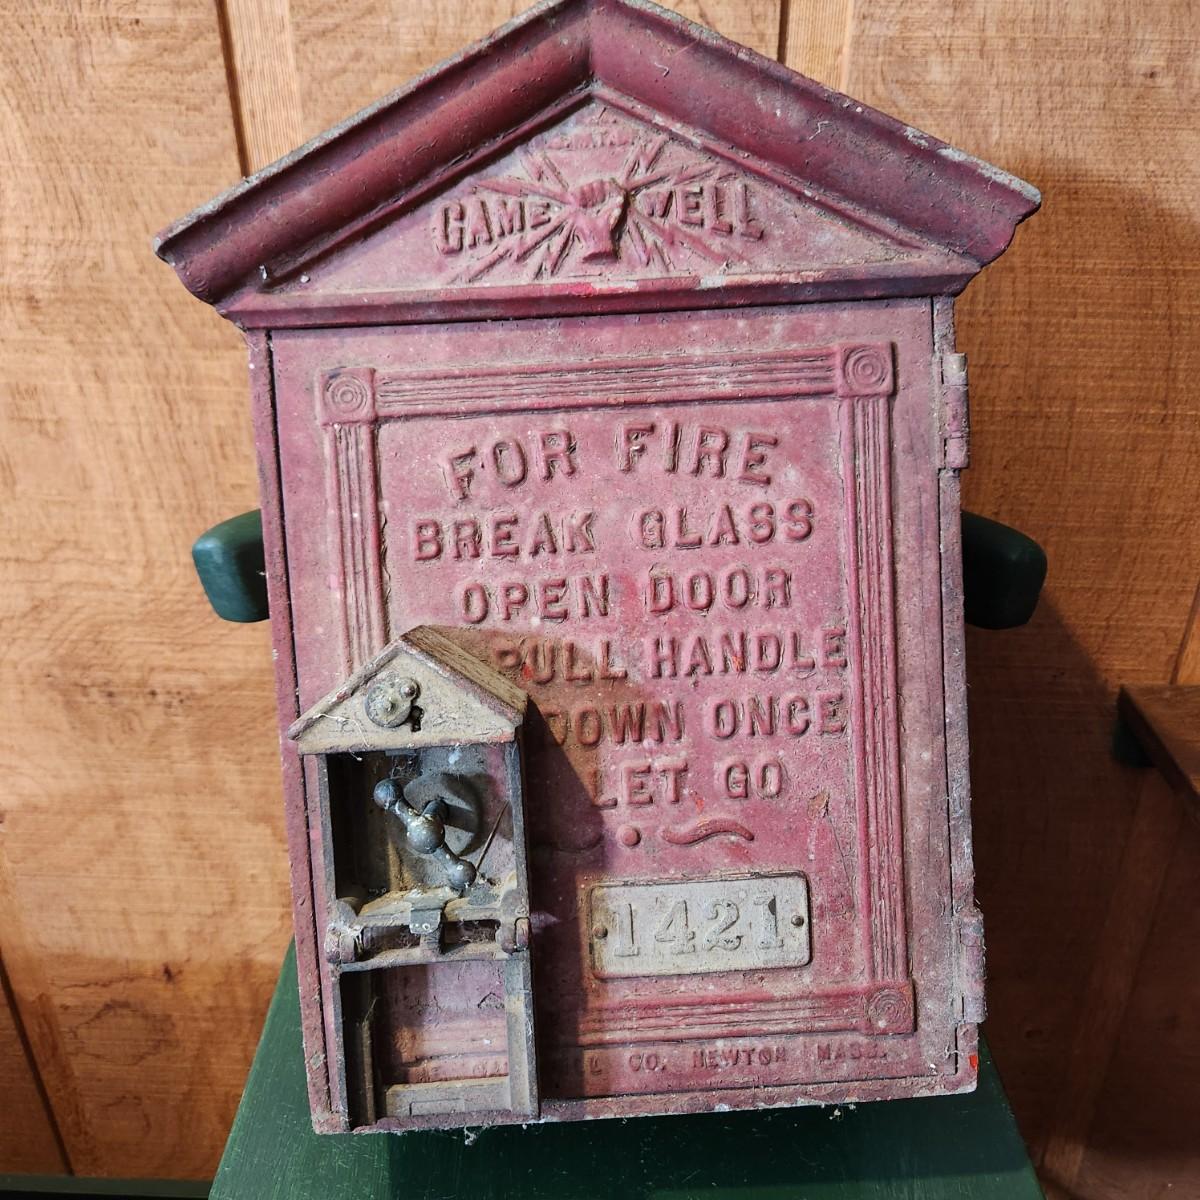 GAMEWELL
FOR FIRE
BREAK GLASS
OPEN DOOR
PULL HANDLE
DOWN ONCE
LET GO
1421
CO. NEWTON MASS.